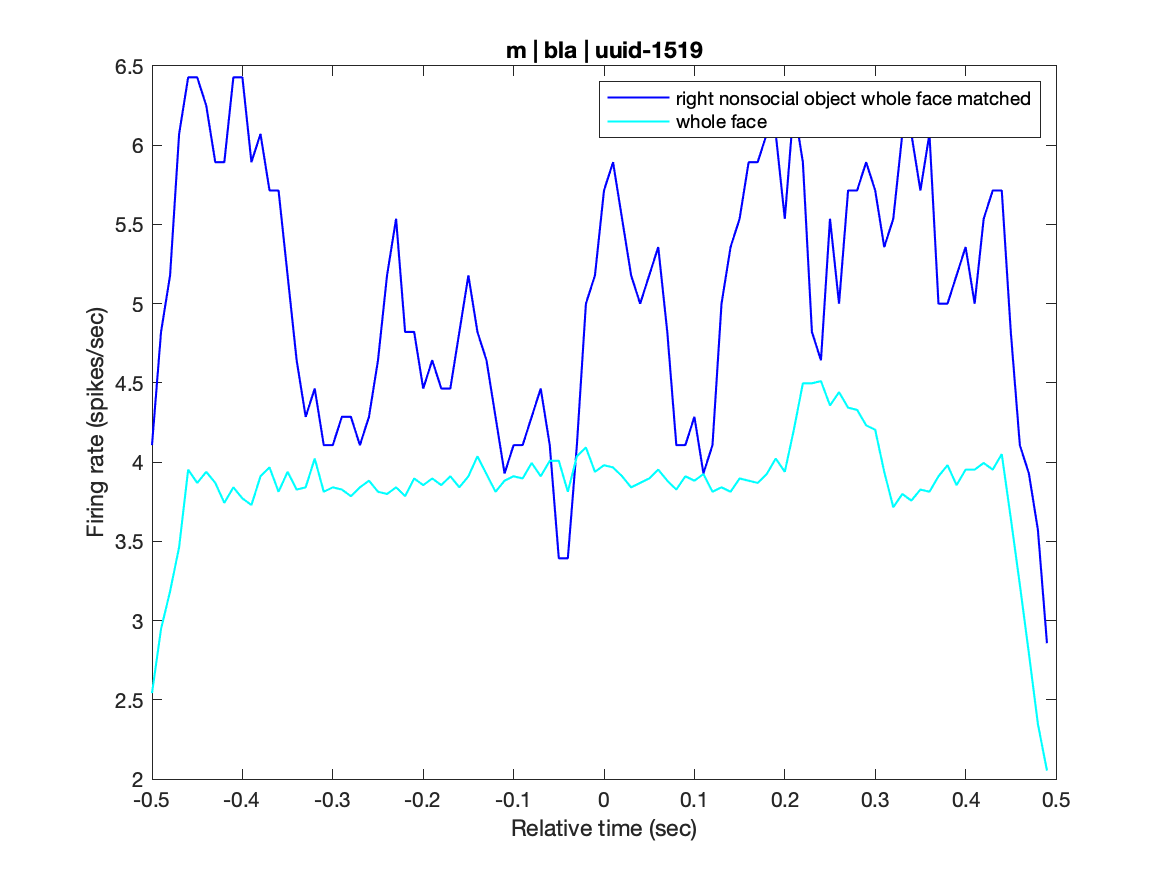 m | bla | uuid-1519
6.5
6
5.5
5
4.5
4
3.5
3
2.5
2
Firing rate (spikes/sec)
right nonsocial object whole face matched
whole face
-0.5 -0.4 -0.3 -0.2 -0.1 0 0.1 0.2 0.3 0.4 0.5
Relative time (sec)